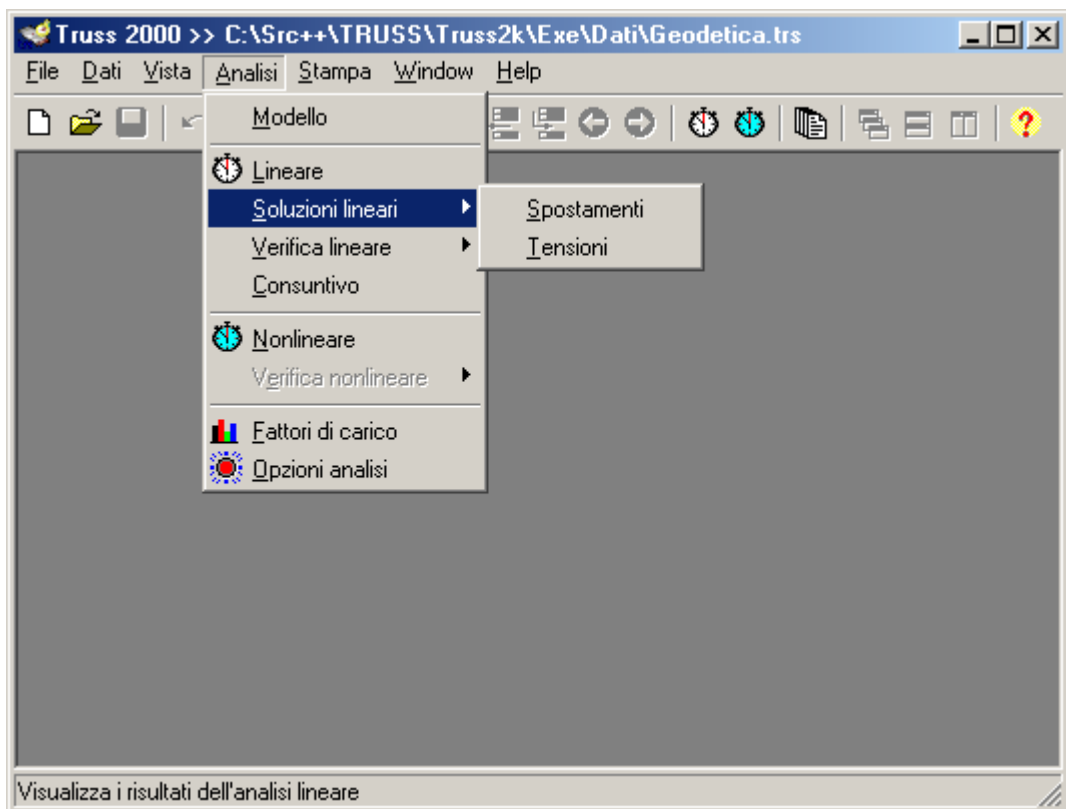 Truss 2000 >> C:\Src++\TRUSS\Truss2k\Exe\Dati\Geodetica.trs
File Dati Vista Analisi Stampa Window Help
Modello
Lineare
Soluzioni lineari
Spostamenti
Verifica lineare
Tensioni
Consuntivo
Nonlineare
Verifica nonlineare
Fattori di carico
Opzioni analisi
Visualizza i risultati dell'analisi lineare